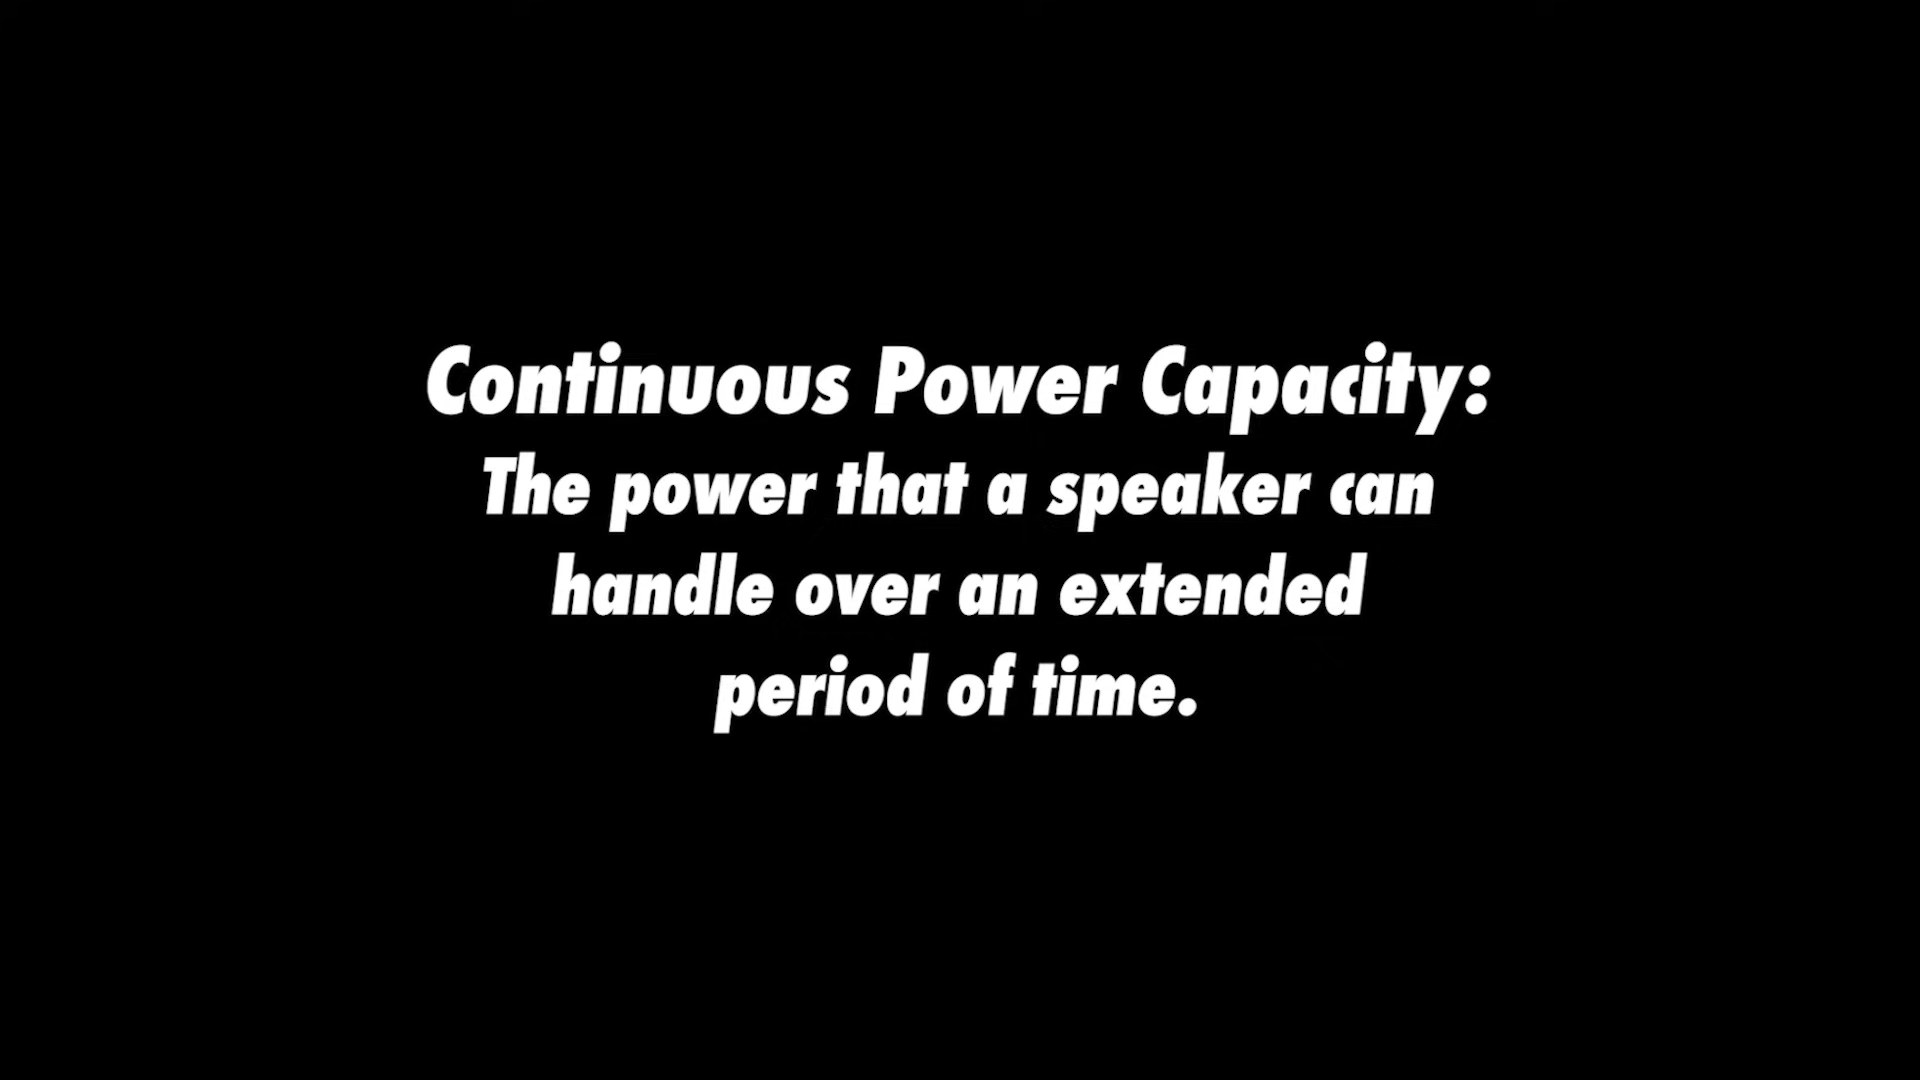 Continuous Power Capacity:
The power that a speaker can
handle over an extended
period of time.